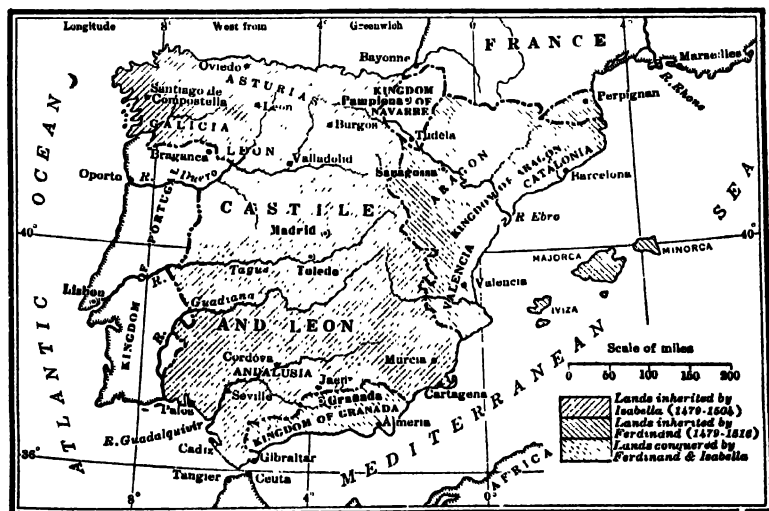 Longitude 8° West from 4° Greenwich 0° 4°
FRANCE
Bayonne
Marseilles
R. Rhone
Oviedo
ASTURIAS
KINGDOM
OF
NAVARRE
Pamplona
Perpignan
Santiago de
Compostella
Leon
Burgos
Tudela
GALICIA
LEON
Braganca
Valladolid
Saragossa
ARAGON
KINGDOM OF ARAGON
CATALONIA
Barcelona
Oporto
R. Duero
R. Ebro
CASTILE
Madrid
40°
40°
MAJORCA
MINORCA
Toledo
R. Tagus
VALENCIA
Valencia
Lisbon
IVIZA
KINGDOM OF PORTUGAL
R. Guadiana
AND LEON
Cordova
ANDALUSIA
Murcia
Jaen
Seville
Granada
Cartagena
KINGDOM OF GRANADA
Palos
Almeria
R. Guadalquivir
Cadiz
Gibraltar
36°
Tangier
Ceuta
AFRICA
ATLANTIC OCEAN
MEDITERRANEAN SEA
Scale of miles
0 50 100 150 200
Lands inherited by
Isabella (1479-1504)
Lands inherited by
Ferdinand (1479-1516)
Lands conquered by
Ferdinand & Isabella
8° 4° 0°